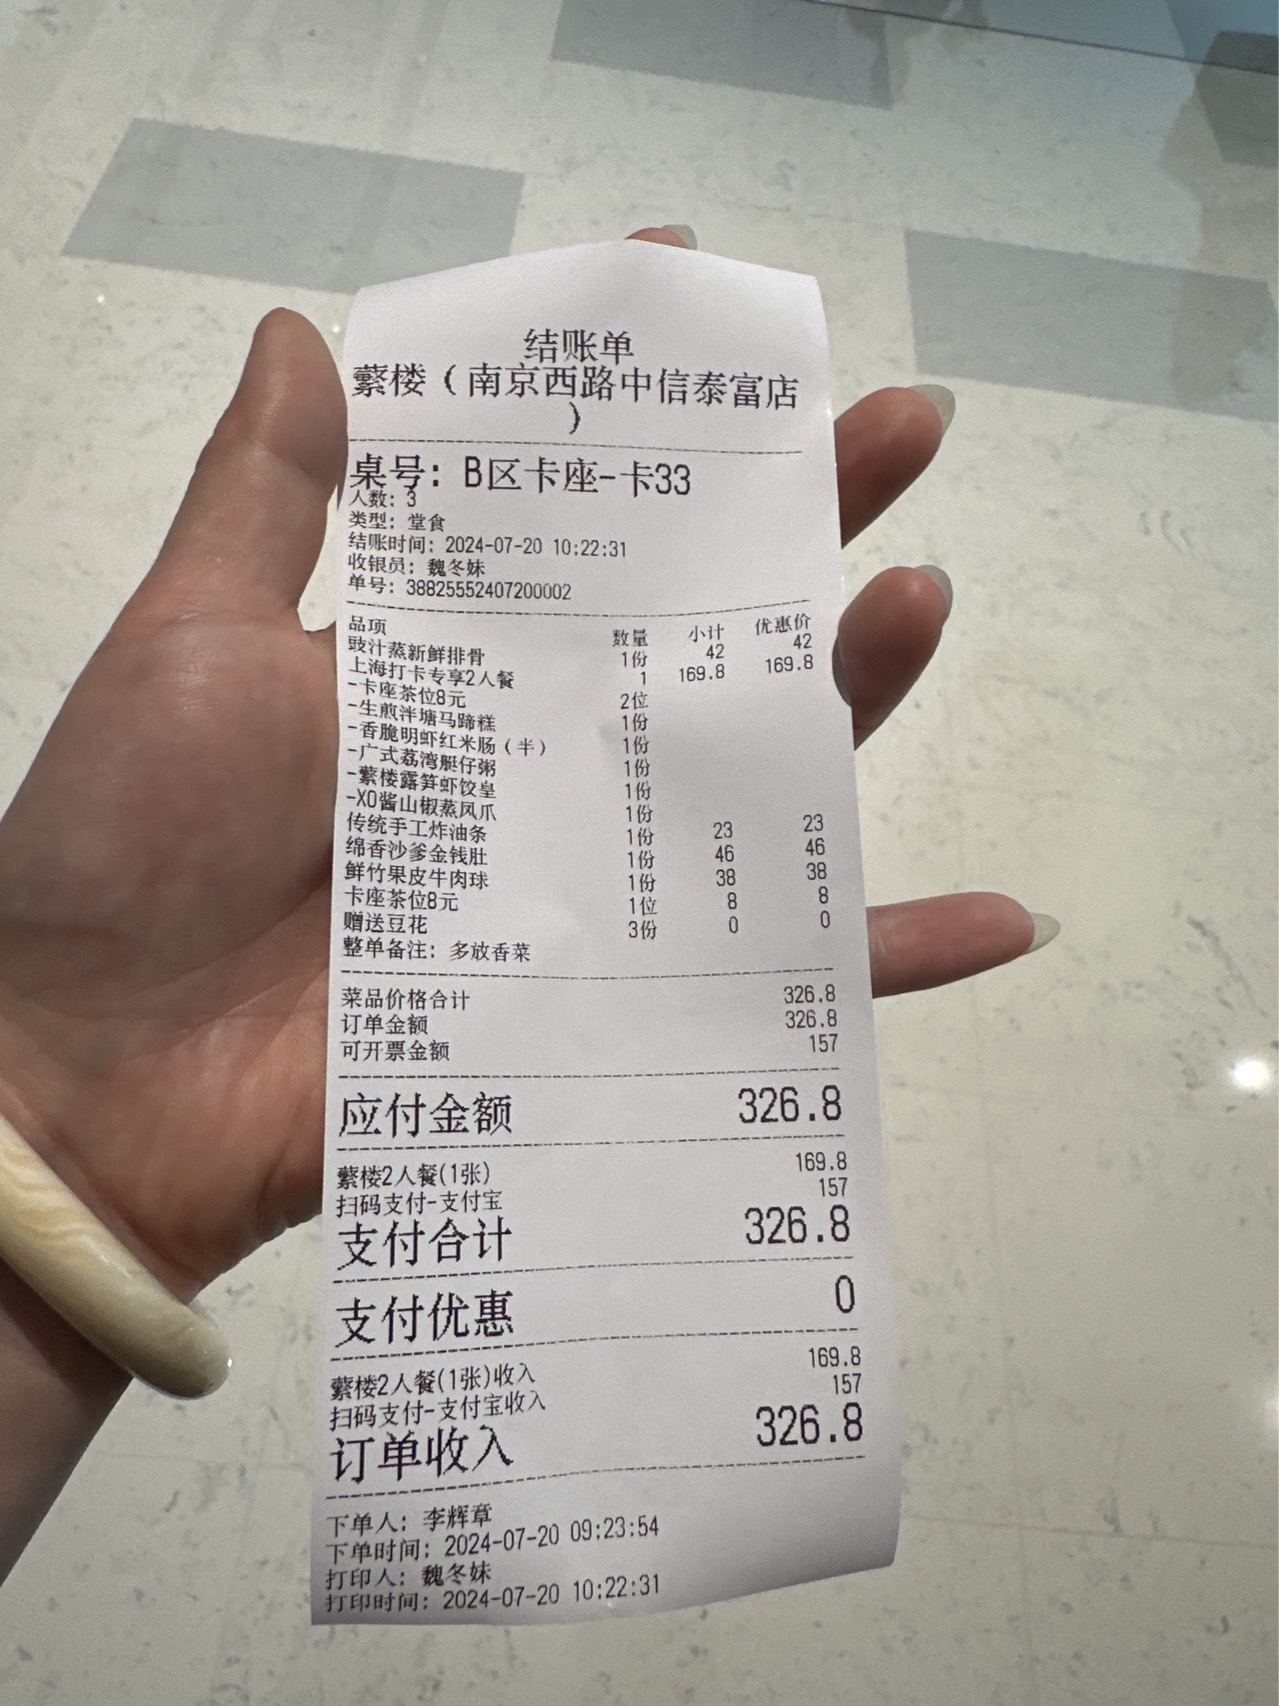 结账单
蘩楼（南京西路中信泰富店
）
桌号：B区卡座-卡33
人数：3
类型：堂食
结账时间：2024-07-20 10:22:31
收银员：魏冬妹
单号：38825552407200002
品项 数量 小计 优惠价
豉汁蒸新鲜排骨 1份 42 42
上海打卡专享2人餐 1 169.8 169.8
-卡座茶位8元 2位
-生煎泮塘马蹄糕 1份
-香脆明虾红米肠（半） 1份
-广式荔湾艇仔粥 1份
-蘩楼露笋虾饺皇 1份
-XO酱山椒蒸凤爪 1份
传统手工炸油条 1份 23 23
绵香沙爹金钱肚 1份 46 46
鲜竹果皮牛肉球 1份 38 38
卡座茶位8元 1位 8 8
赠送豆花 3份 0 0
整单备注：多放香菜
菜品价格合计 326.8
订单金额 326.8
可开票金额 157
应付金额 326.8
蘩楼2人餐(1张) 169.8
扫码支付-支付宝 157
支付合计 326.8
支付优惠 0
蘩楼2人餐(1张)收入 169.8
扫码支付-支付宝收入 157
订单收入 326.8
下单人：李辉章
下单时间：2024-07-20 09:23:54
打印人：魏冬妹
打印时间：2024-07-20 10:22:31